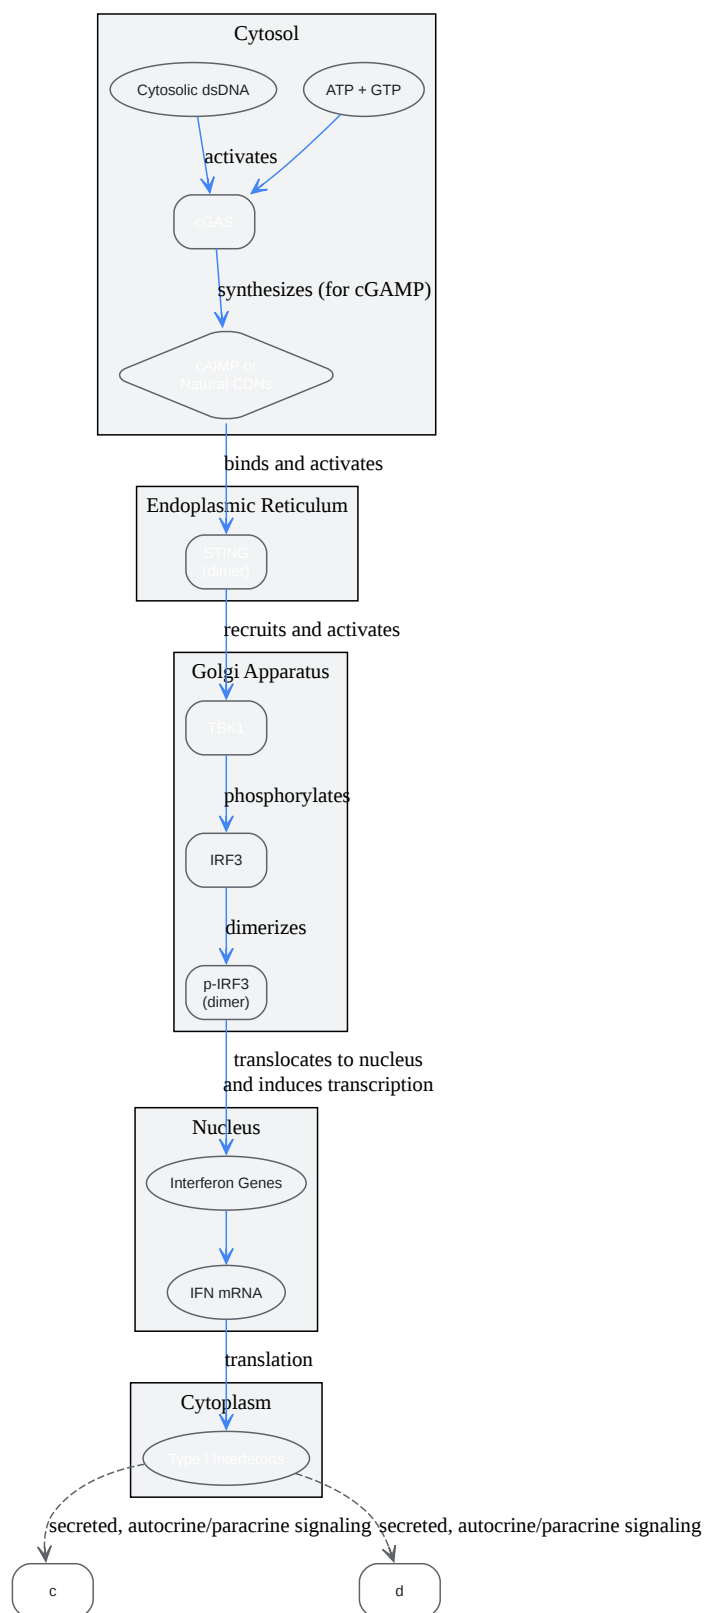 Cytosol
Cytosolic dsDNA
ATP + GTP
activates
cGAS
synthesizes (for cGAMP)
cAIMP or
Natural CDNs
binds and activates
Endoplasmic Reticulum
STING
(dimer)
recruits and activates
Golgi Apparatus
TBK1
phosphorylates
IRF3
dimerizes
p-IRF3
(dimer)
translocates to nucleus
and induces transcription
Nucleus
Interferon Genes
IFN mRNA
translation
Cytoplasm
Type I Interferons
secreted, autocrine/paracrine signaling
secreted, autocrine/paracrine signaling
c
d